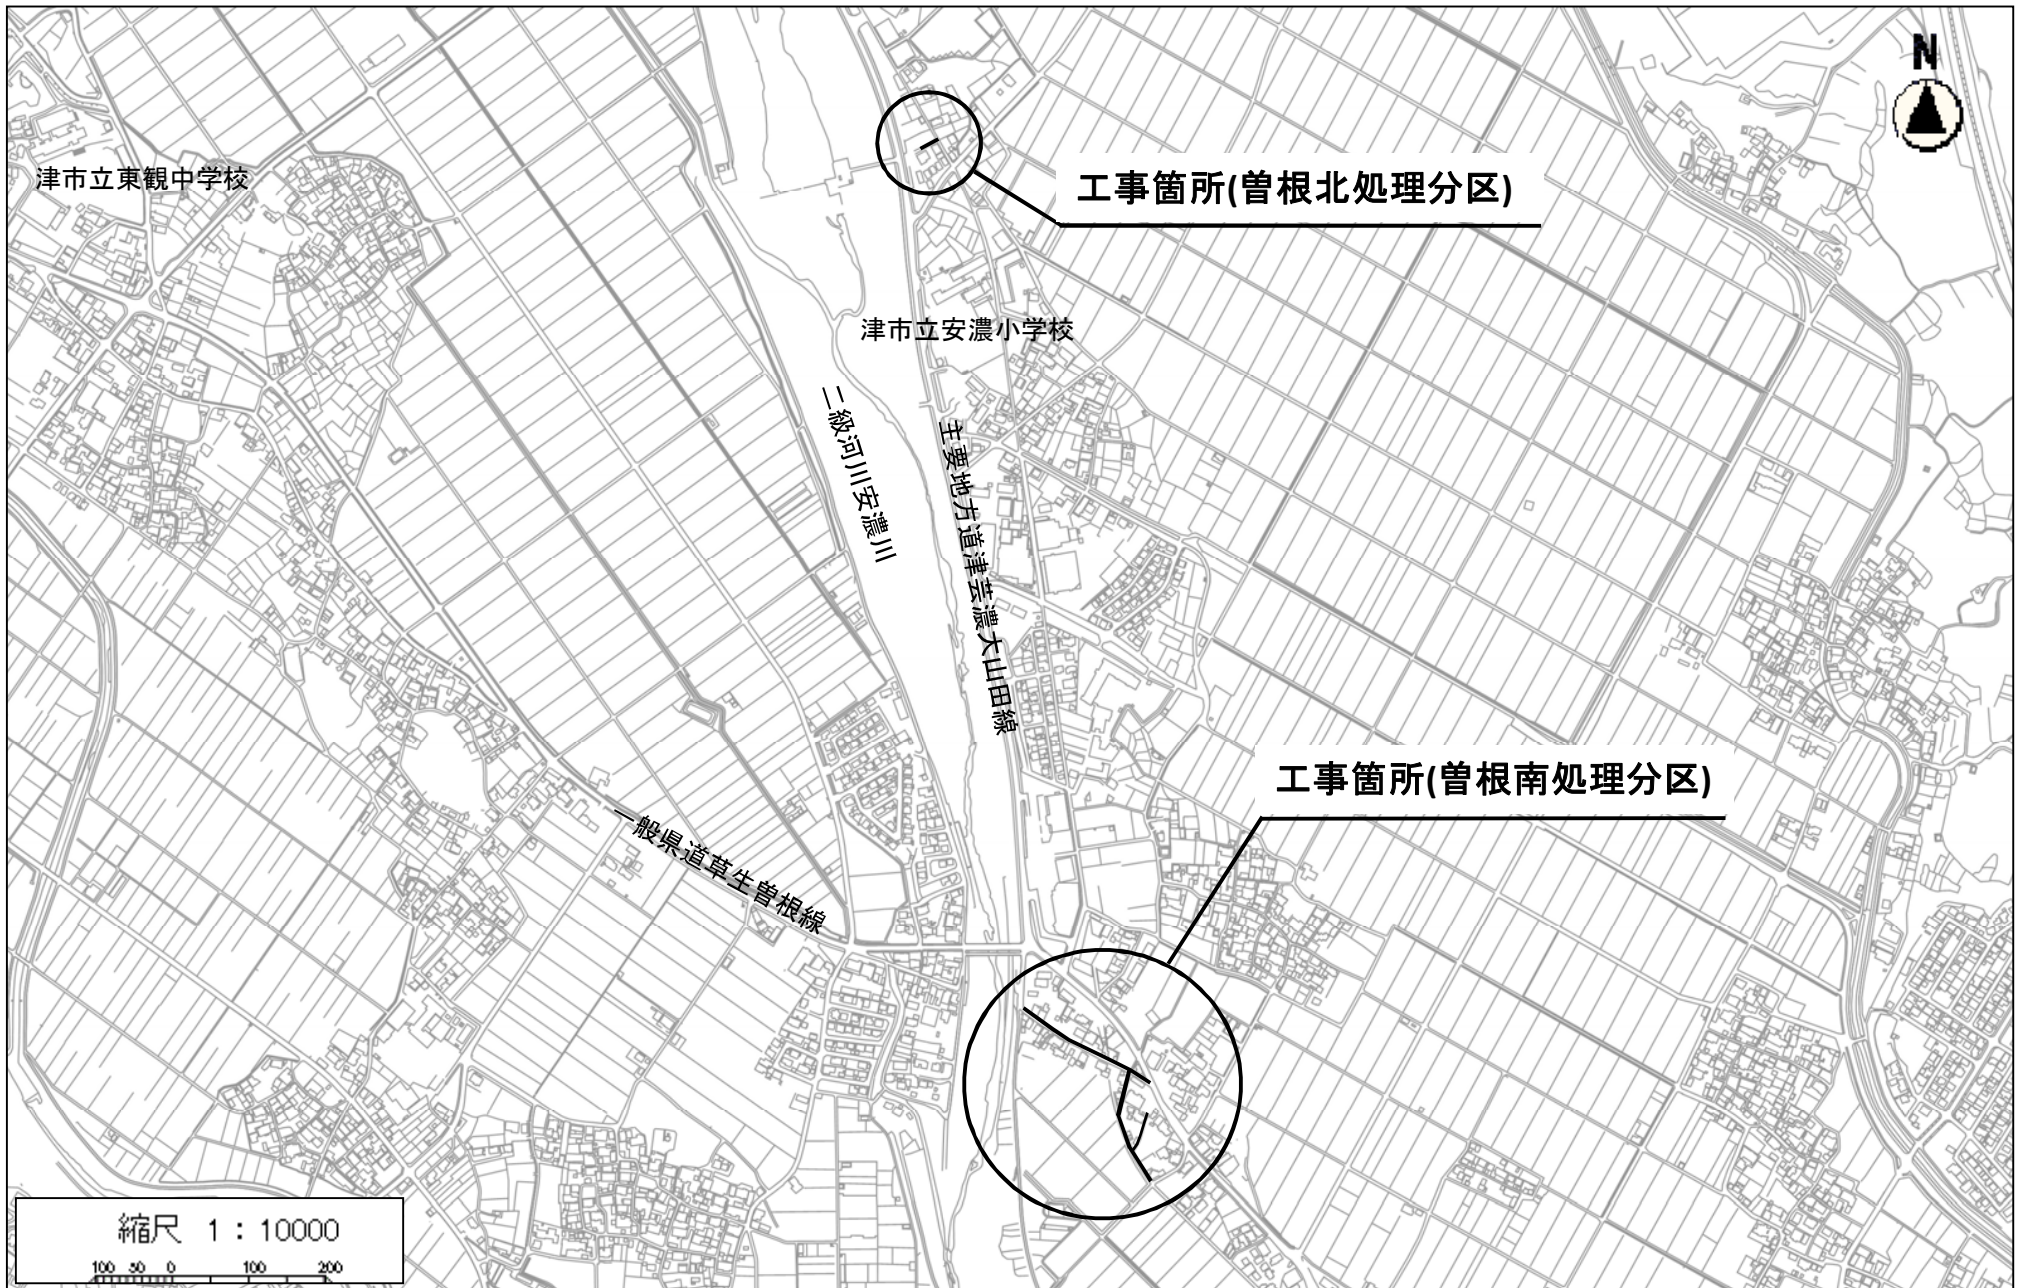 N
津市立東観中学校
工事箇所(曽根北処理分区)
津市立安濃小学校
二級河川安濃川
主要地方道津芸濃大山田線
工事箇所(曽根南処理分区)
一般県道草生曽根線
縮尺 1:10000
100 50 0 100 200